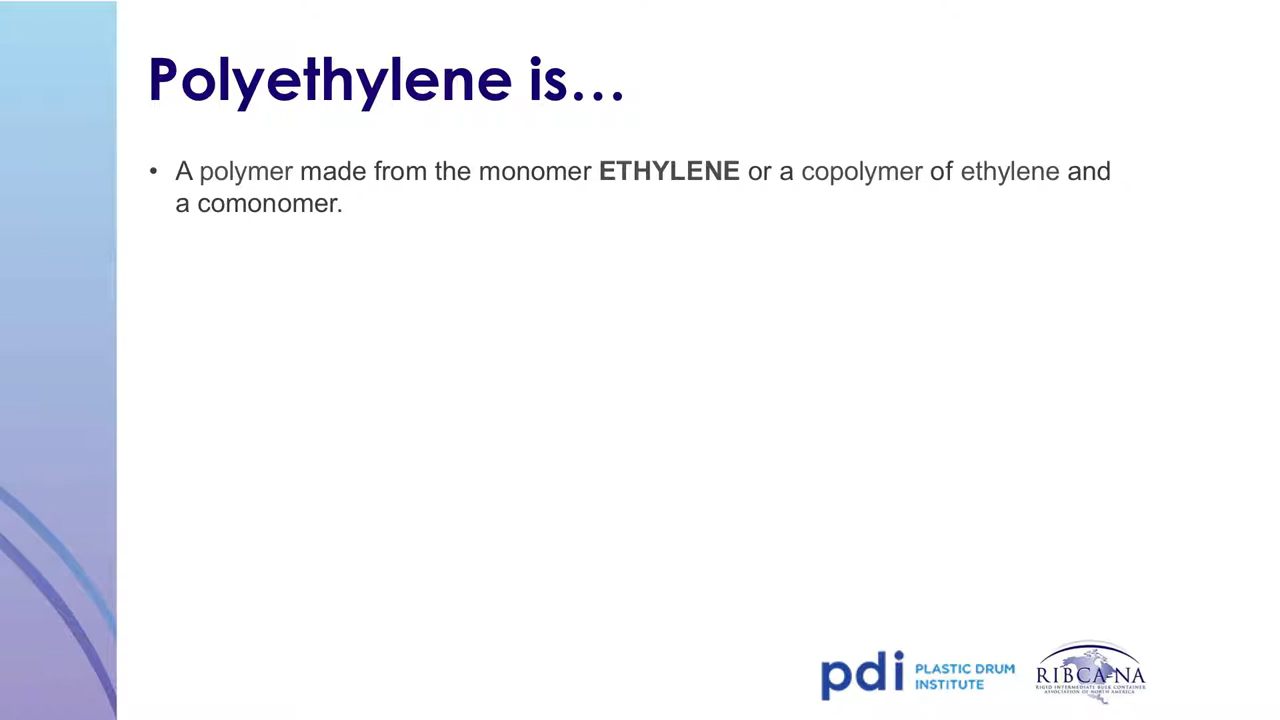 Polyethylene is…
• A polymer made from the monomer ETHYLENE or a copolymer of ethylene and
a comonomer.
pdi PLASTIC DRUM
INSTITUTE
RIBCA-NA
RIGID INTERMEDIATE BULK CONTAINER
ASSOCIATION OF NORTH AMERICA